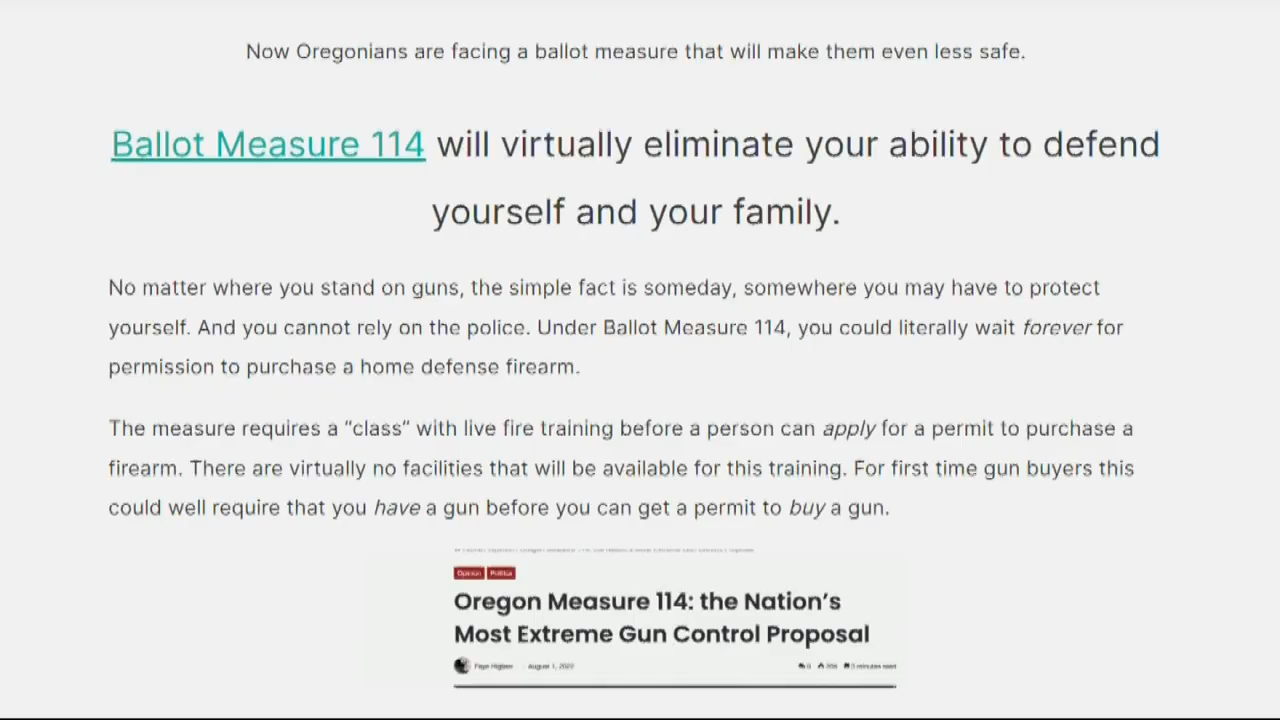 Now Oregonians are facing a ballot measure that will make them even less safe.
Ballot Measure 114 will virtually eliminate your ability to defend
yourself and your family.
No matter where you stand on guns, the simple fact is someday, somewhere you may have to protect
yourself. And you cannot rely on the police. Under Ballot Measure 114, you could literally wait forever for
permission to purchase a home defense firearm.
The measure requires a “class” with live fire training before a person can apply for a permit to purchase a
firearm. There are virtually no facilities that will be available for this training. For first time gun buyers this
could well require that you have a gun before you can get a permit to buy a gun.
Opinion Politics
Oregon Measure 114: the Nation's
Most Extreme Gun Control Proposal
August 1, 2022 3 minutes read